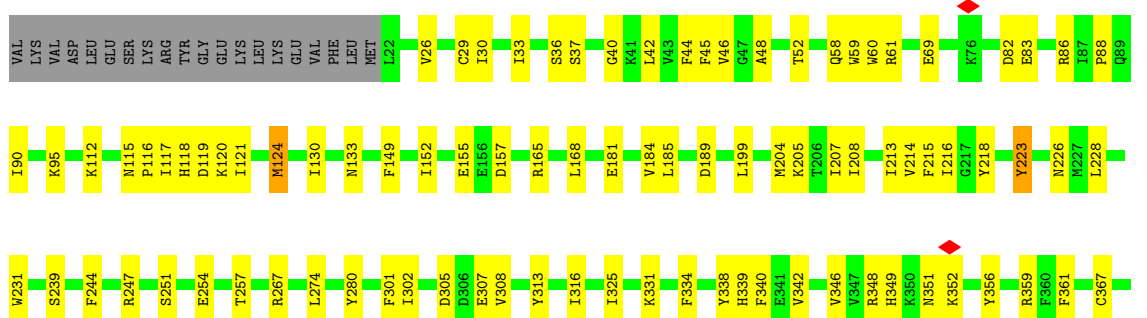 VAL LYS VAL ASP LEU GLU SER LYS ARG TYR GLY GLU LYS LEU LYS GLU VAL PHE LEU MET L22 V26 C29 I30 I33 S36 S37 G40 K41 L42 V43 F44 F45 V46 G47 A48 T52 Q58 W59 W60 R61 E69 K76 D82 E83 R86 I87 P88 Q89
I90 K95 K112 N115 P116 I117 H118 D119 K120 I121 M124 I130 N133 F149 I152 E155 E156 D157 R165 L168 E181 V184 L185 D189 L199 M204 K205 T206 I207 I208 I213 V214 F215 I216 G217 Y218 Y223 N226 M227 L228
W231 S239 F244 R247 S251 E254 T257 R267 L274 Y280 F301 I302 D305 D306 E307 V308 Y313 I316 I325 K331 F334 Y338 H339 F340 E341 V342 V346 V347 R348 H349 K350 N351 K352 Y356 R359 F360 F361 C367